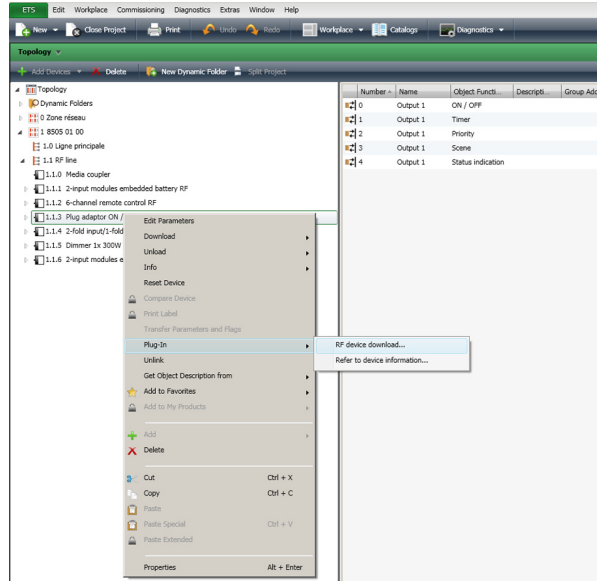 ETS Edit Workplace Commissioning Diagnostics Extras Window Help
New Close Project Print Undo Redo Workplace Catalogs Diagnostics
Topology
Add Devices Delete New Dynamic Folder Split Project
Topology
Dynamic Folders
0 Zone réseau
1 8505 01 00
1.0 Ligne principale
1.1 RF line
1.1.0 Media coupler
1.1.1 2-input modules embedded battery RF
1.1.2 6-channel remote control RF
1.1.3 Plug adaptor ON /
1.1.4 2-fold input/1-fold
1.1.5 Dimmer 1x 300W
1.1.6 2-input modules e
Number Name Object Functi... Descripti... Group Add
0 Output 1 ON / OFF
1 Output 1 Timer
2 Output 1 Priority
3 Output 1 Scene
4 Output 1 Status indication
Edit Parameters
Download
Unload
Info
Reset Device
Compare Device
Print Label
Transfer Parameters and Flags
Plug-In
Unlink
Get Object Description from
Add to Favorites
Add to My Products
Add
Delete
Cut Ctrl + X
Copy Ctrl + C
Paste
Paste Special Ctrl + V
Paste Extended
Properties Alt + Enter
RF device download...
Refer to device information...